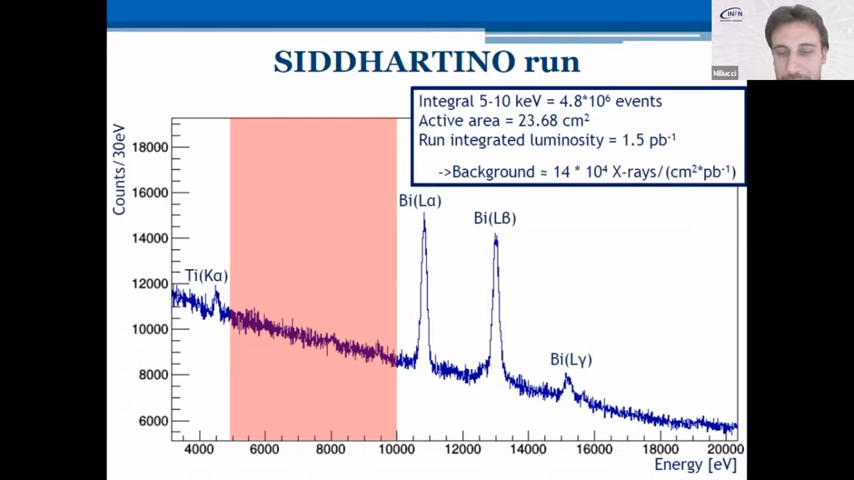 INFN
Miliucci
SIDDHARTINO run
Integral 5-10 keV = 4.8*10⁶ events
Active area = 23.68 cm²
Run integrated luminosity = 1.5 pb⁻¹
->Background ≈ 14 * 10⁴ X-rays/(cm²*pb⁻¹)
Counts/30eV
18000
16000
14000
12000
10000
8000
6000
Ti(Kα)
Bi(Lα)
Bi(Lβ)
Bi(Lγ)
4000 6000 8000 10000 12000 14000 16000 18000 20000
Energy [eV]